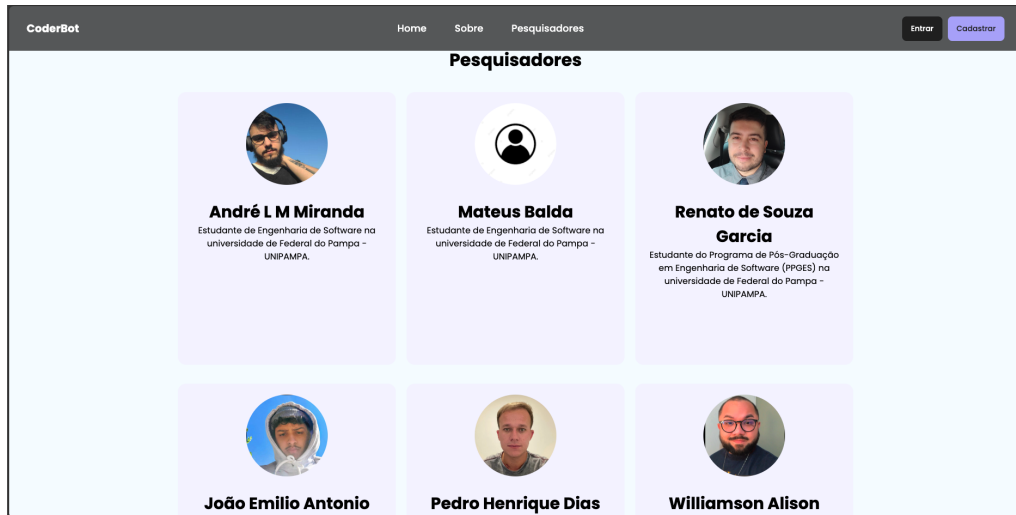 CoderBot
Home Sobre Pesquisadores
Entrar Cadastrar
Pesquisadores
André L M Miranda
Estudante de Engenharia de Software na
universidade de Federal do Pampa -
UNIPAMPA.
Mateus Balda
Estudante de Engenharia de Software na
universidade de Federal do Pampa -
UNIPAMPA.
Renato de Souza
Garcia
Estudante do Programa de Pós-Graduação
em Engenharia de Software (PPGES) na
universidade de Federal do Pampa -
UNIPAMPA.
João Emilio Antonio
Pedro Henrique Dias
Williamson Alison